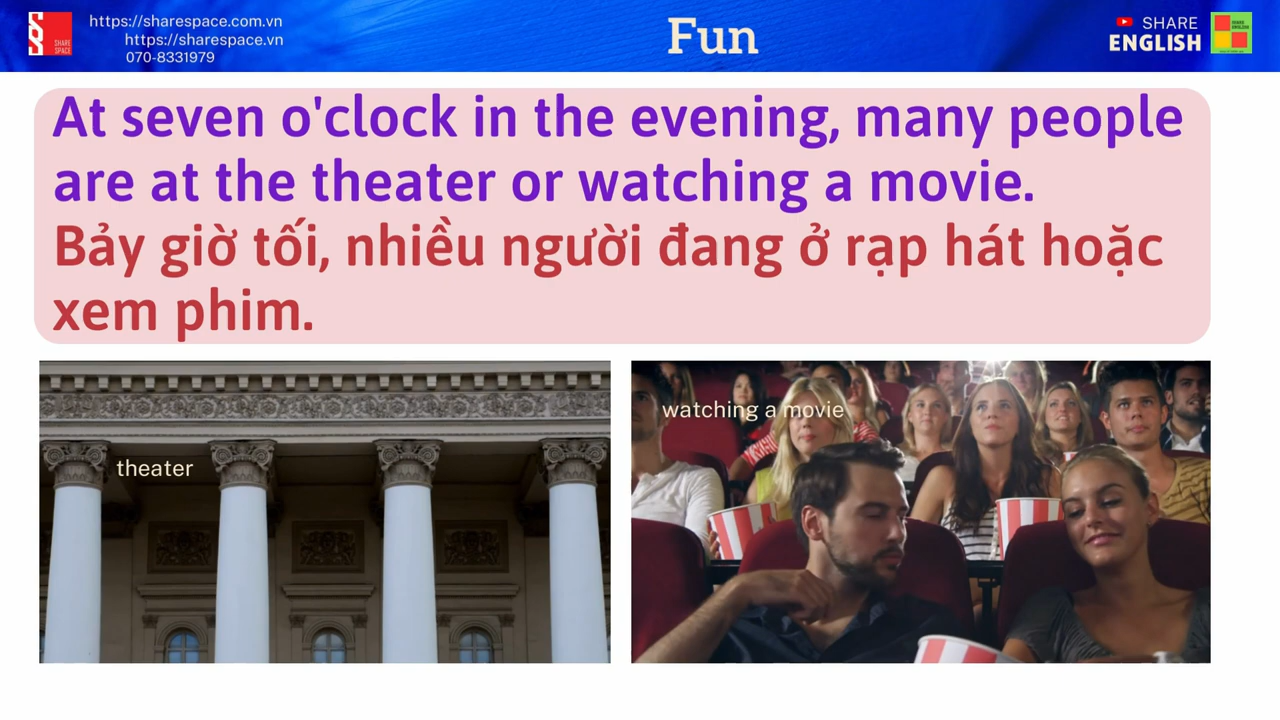 https://sharespace.com.vn
https://sharespace.vn
070-8331979
SHARE
SPACE
Fun
SHARE
ENGLISH
At seven o'clock in the evening, many people
are at the theater or watching a movie.
Bảy giờ tối, nhiều người đang ở rạp hát hoặc
xem phim.
theater
watching a movie